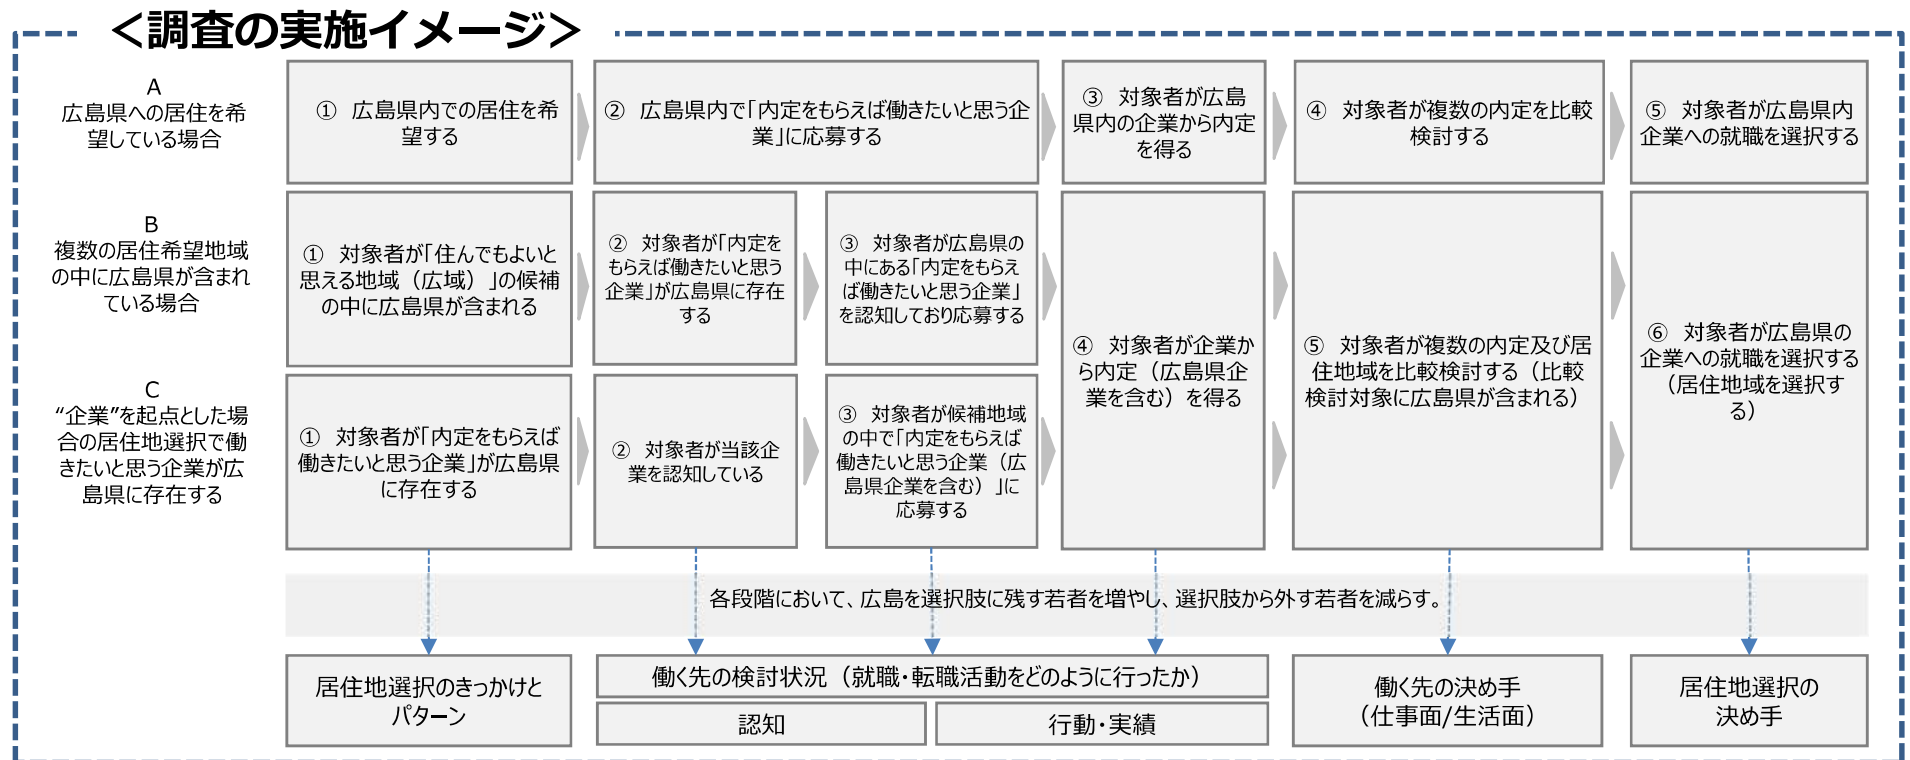 ＜調査の実施イメージ＞
A
広島県への居住を希
望している場合
① 広島県内での居住を希
望する
② 広島県内で「内定をもらえば働きたいと思う企
業」に応募する
③ 対象者が広島
県内の企業から内定
を得る
④ 対象者が複数の内定を比較
検討する
⑤ 対象者が広島県内
企業への就職を選択する
B
複数の居住希望地域
の中に広島県が含まれ
ている場合
① 対象者が「住んでもよいと
思える地域（広域）」の候補
の中に広島県が含まれる
② 対象者が「内定を
もらえば働きたいと思う
企業」が広島県に存在
する
③ 対象者が広島県の
中にある「内定をもらえ
ば働きたいと思う企業」
を認知しており応募する
④ 対象者が企業か
ら内定（広島県企
業を含む）を得る
⑤ 対象者が複数の内定及び居
住地域を比較検討する（比較
検討対象に広島県が含まれる）
⑥ 対象者が広島県の
企業への就職を選択する
（居住地域を選択す
る）
C
“企業”を起点とした場
合の居住地選択で働
きたいと思う企業が広
島県に存在する
① 対象者が「内定をもらえば
働きたいと思う企業」が広島県
に存在する
② 対象者が当該企
業を認知している
③ 対象者が候補地域
の中で「内定をもらえば
働きたいと思う企業（広
島県企業を含む）」に
応募する
各段階において、広島を選択肢に残す若者を増やし、選択肢から外す若者を減らす。
居住地選択のきっかけと
パターン
働く先の検討状況（就職・転職活動をどのように行ったか）
認知
行動・実績
働く先の決め手
（仕事面/生活面）
居住地選択の
決め手